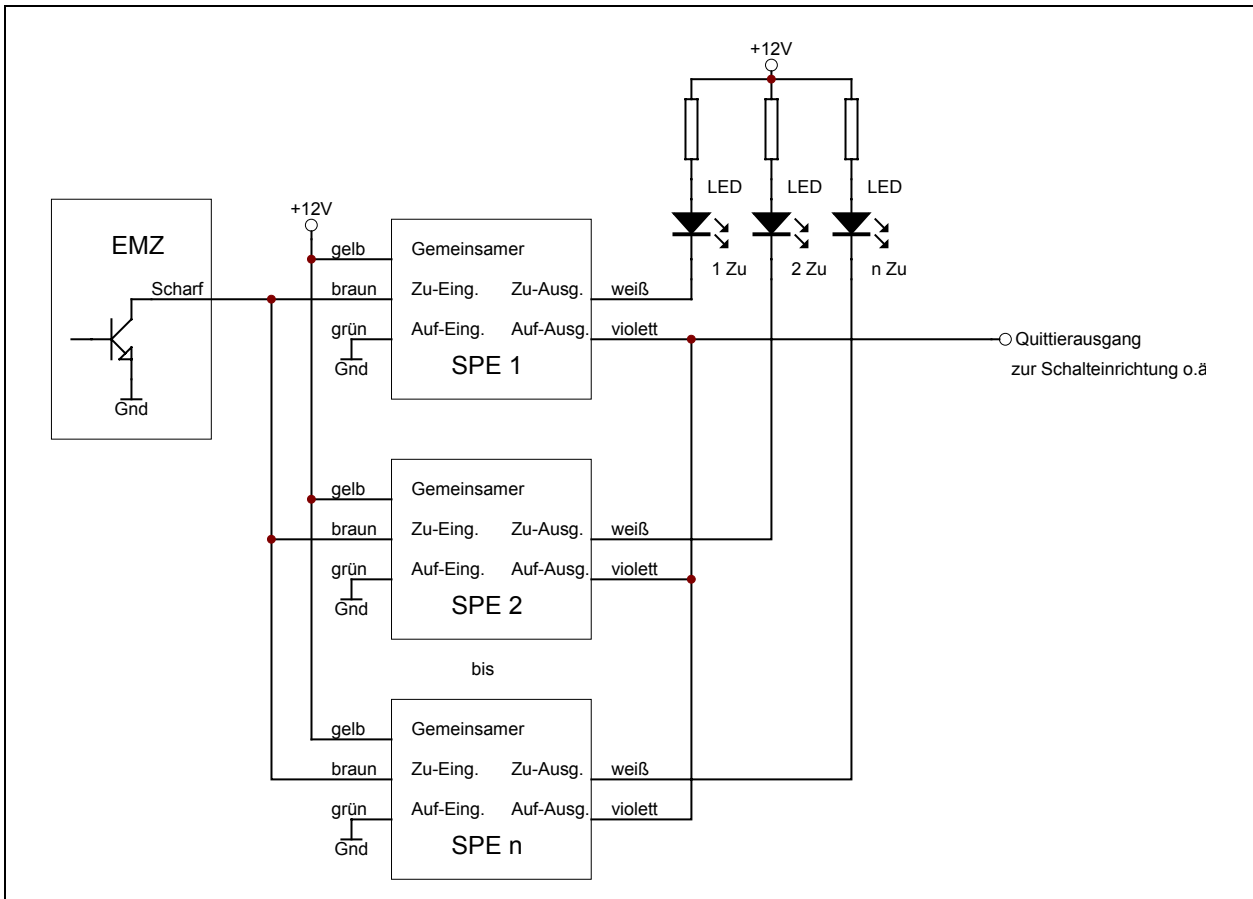 +12V
LED LED LED
1 Zu 2 Zu n Zu
EMZ
Scharf
Gnd
+12V
gelb Gemeinsamer
braun Zu-Eing. Zu-Ausg. weiß
grün Auf-Eing. Auf-Ausg. violett
Gnd SPE 1
Quittierausgang
zur Schalteinrichtung o.ä
gelb Gemeinsamer
braun Zu-Eing. Zu-Ausg. weiß
grün Auf-Eing. Auf-Ausg. violett
Gnd SPE 2
bis
gelb Gemeinsamer
braun Zu-Eing. Zu-Ausg. weiß
grün Auf-Eing. Auf-Ausg. violett
Gnd SPE n